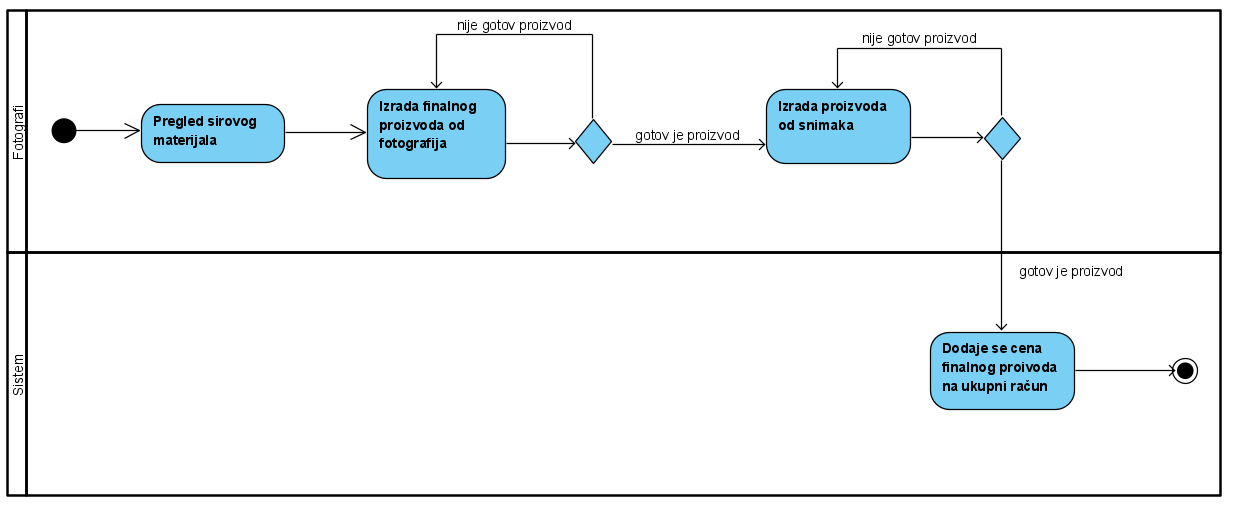 Fotografi
nije gotov proizvod
nije gotov proizvod
Pregled sirovog
materijala
Izrada finalnog
proizvoda od
fotografija
gotov je proizvod
Izrada proizvoda
od snimaka
gotov je proizvod
Sistem
Dodaje se cena
finalnog proivoda
na ukupni račun